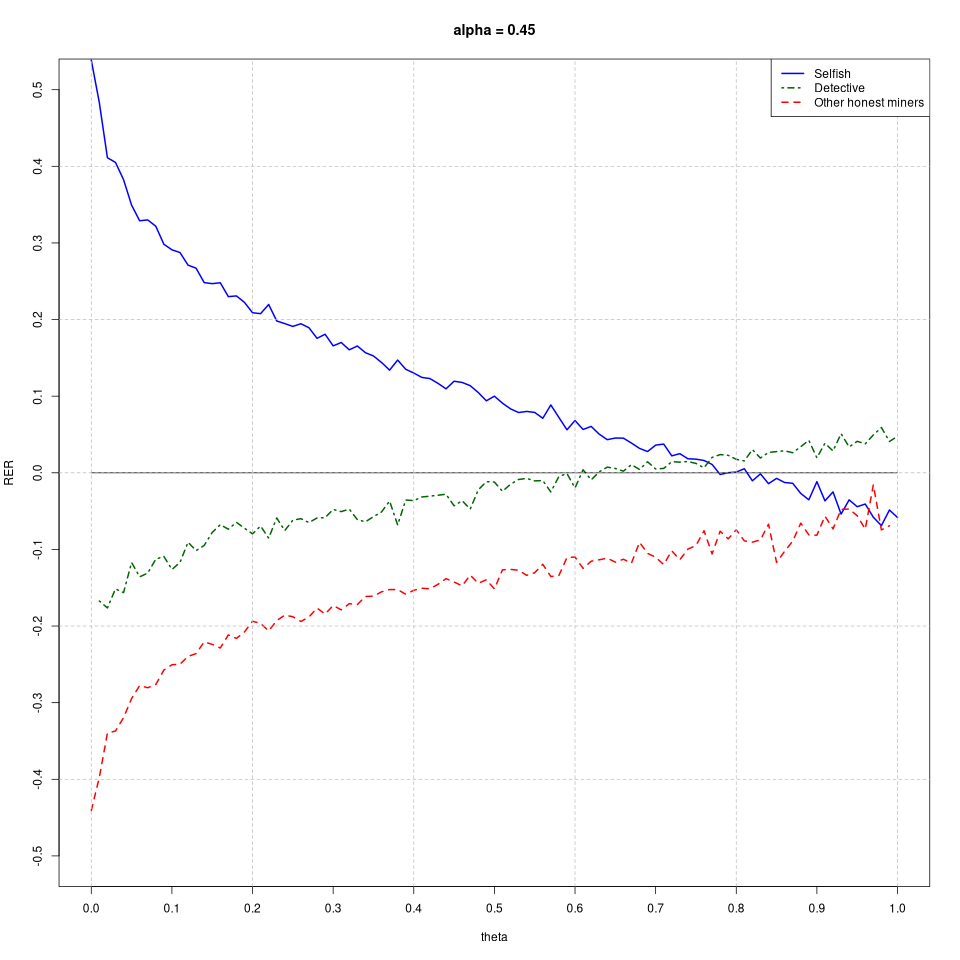 alpha = 0.45
Selfish
Detective
Other honest miners
RER
0.5
0.4
0.3
0.2
0.1
0.0
-0.1
-0.2
-0.3
-0.4
-0.5
0.0 0.1 0.2 0.3 0.4 0.5 0.6 0.7 0.8 0.9 1.0
theta